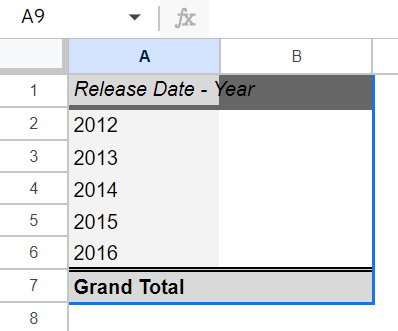 A9 fx
A B
1 Release Date - Year
2 2012
3 2013
4 2014
5 2015
6 2016
7 Grand Total
8